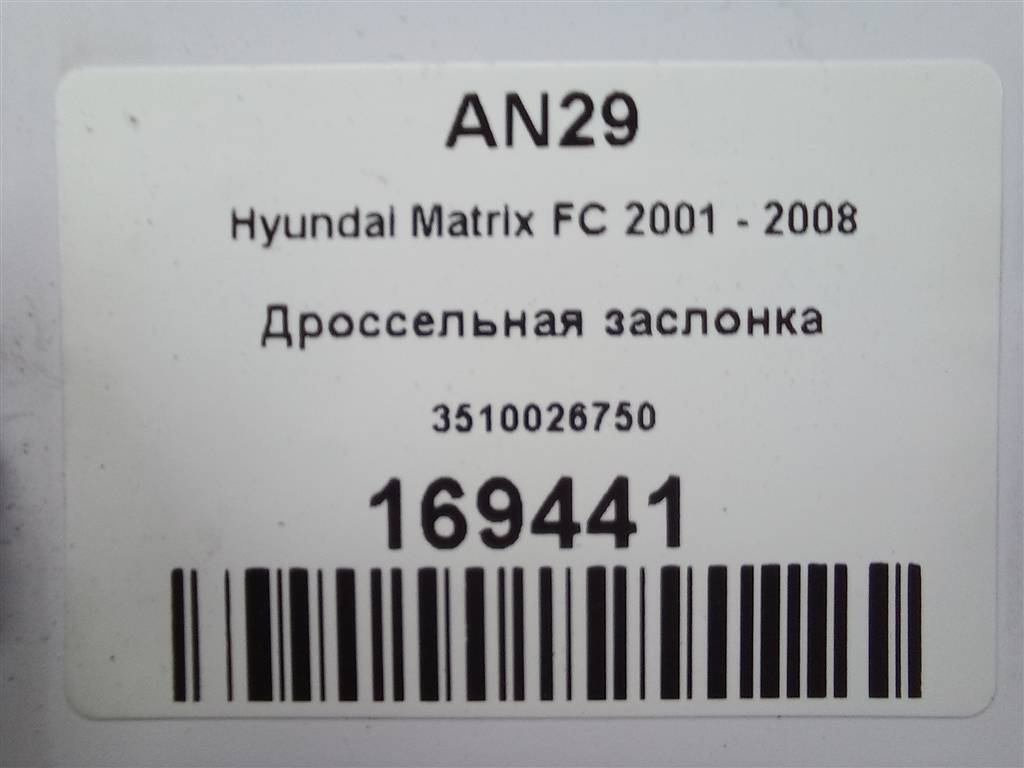 AN29
Hyundai Matrix FC 2001 - 2008
Дроссельная заслонка
3510026750
169441